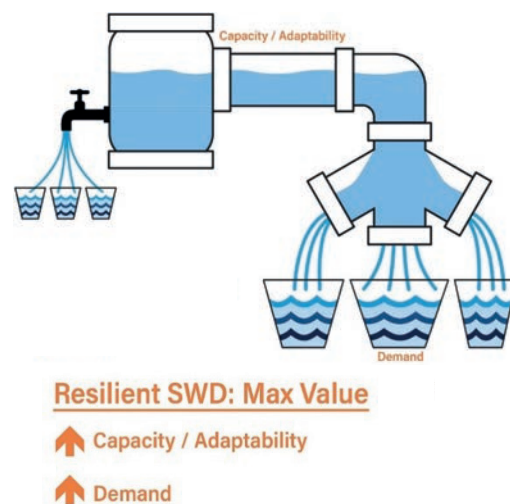 Capacity / Adaptability
Demand
Resilient SWD: Max Value
Capacity / Adaptability
Demand